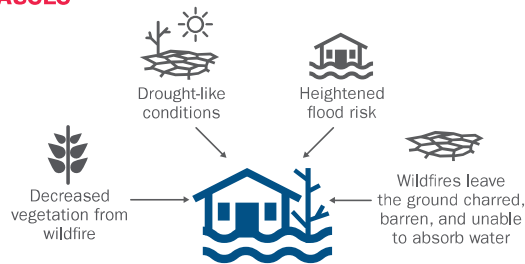 Drought-like
conditions
Heightened
flood risk
Decreased
vegetation from
wildfire
Wildfires leave
the ground charred,
barren, and unable
to absorb water